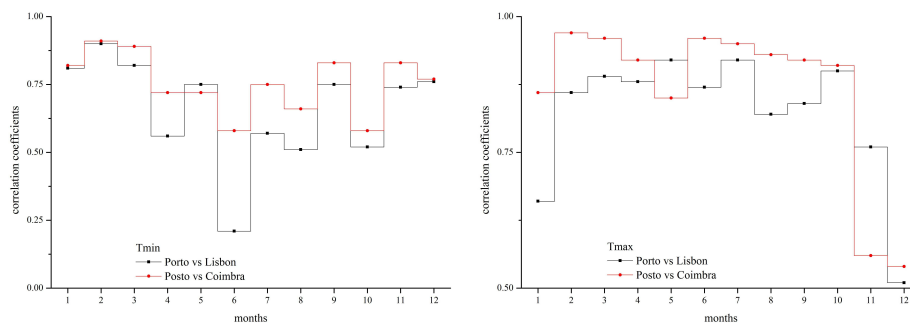 1.00
0.75
0.50
0.25
0.00
correlation coefficients
Tmin
Porto vs Lisbon
Posto vs Coimbra
1 2 3 4 5 6 7 8 9 10 11 12
months
1.00
0.75
0.50
correlation coefficients
Tmax
Porto vs Lisbon
Posto vs Coimbra
1 2 3 4 5 6 7 8 9 10 11 12
months